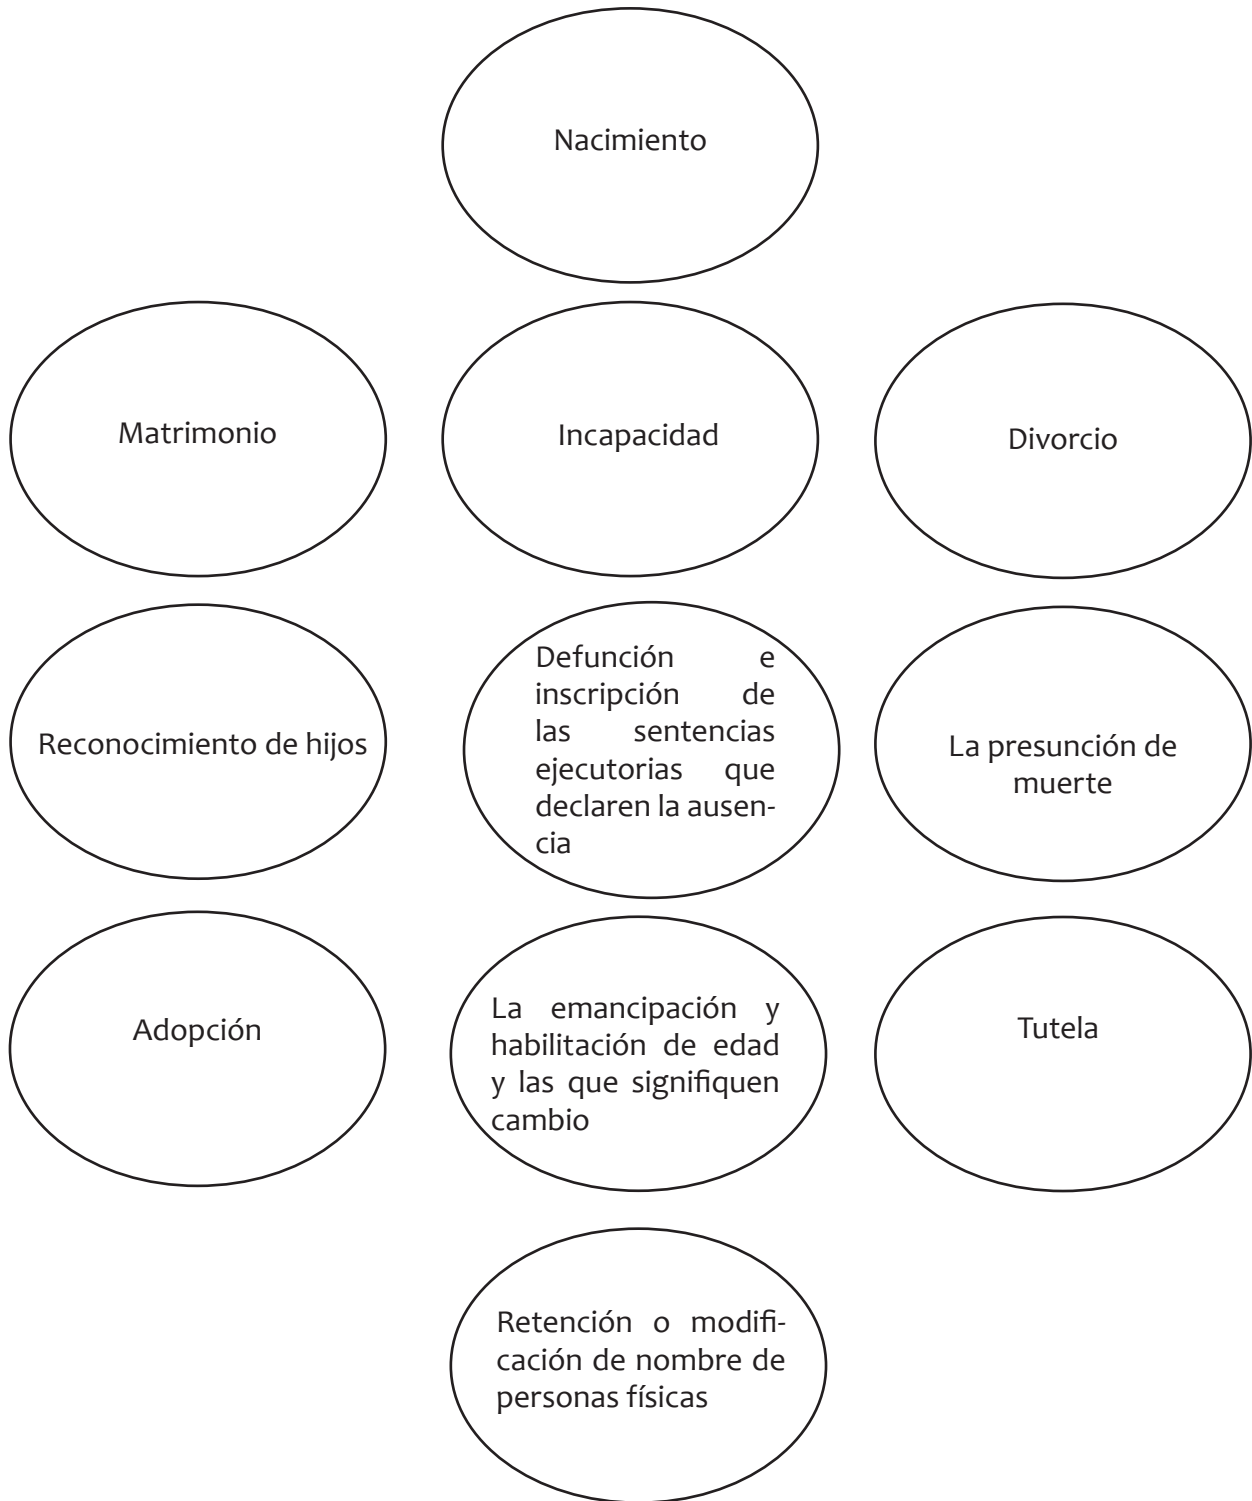 Nacimiento
Matrimonio
Incapacidad
Divorcio
Reconocimiento de hijos
Defunción e
inscripción de
las sentencias
ejecutorias que
declaren la ausen-
cia
La presunción de
muerte
Adopción
La emancipación y
habilitación de edad
y las que signifiquen
cambio
Tutela
Retención o modifi-
cación de nombre de
personas físicas